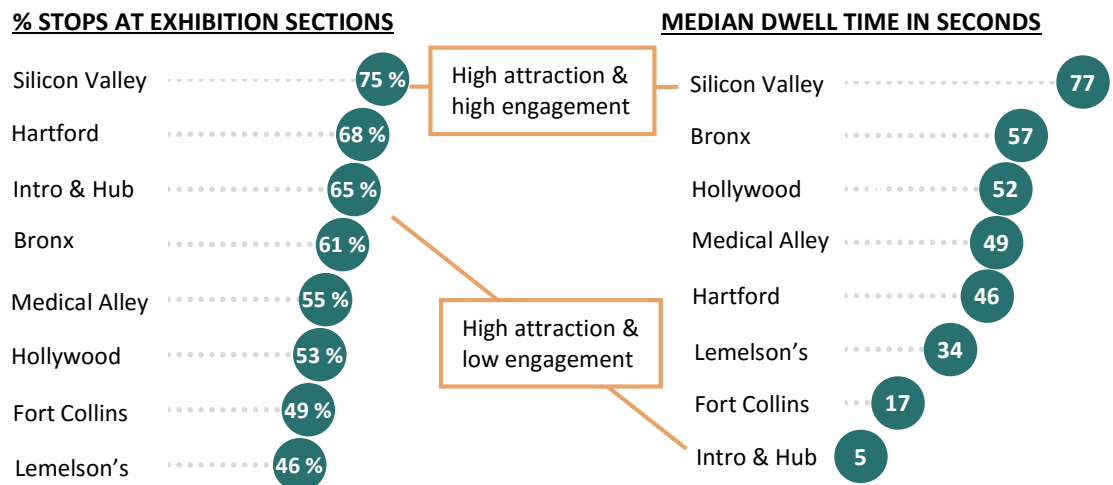 % STOPS AT EXHIBITION SECTIONS
Silicon Valley 75 %
Hartford 68 %
Intro & Hub 65 %
Bronx 61 %
Medical Alley 55 %
Hollywood 53 %
Fort Collins 49 %
Lemelson’s 46 %
High attraction &
high engagement
High attraction &
low engagement
MEDIAN DWELL TIME IN SECONDS
Silicon Valley 77
Bronx 57
Hollywood 52
Medical Alley 49
Hartford 46
Lemelson’s 34
Fort Collins 17
Intro & Hub 5